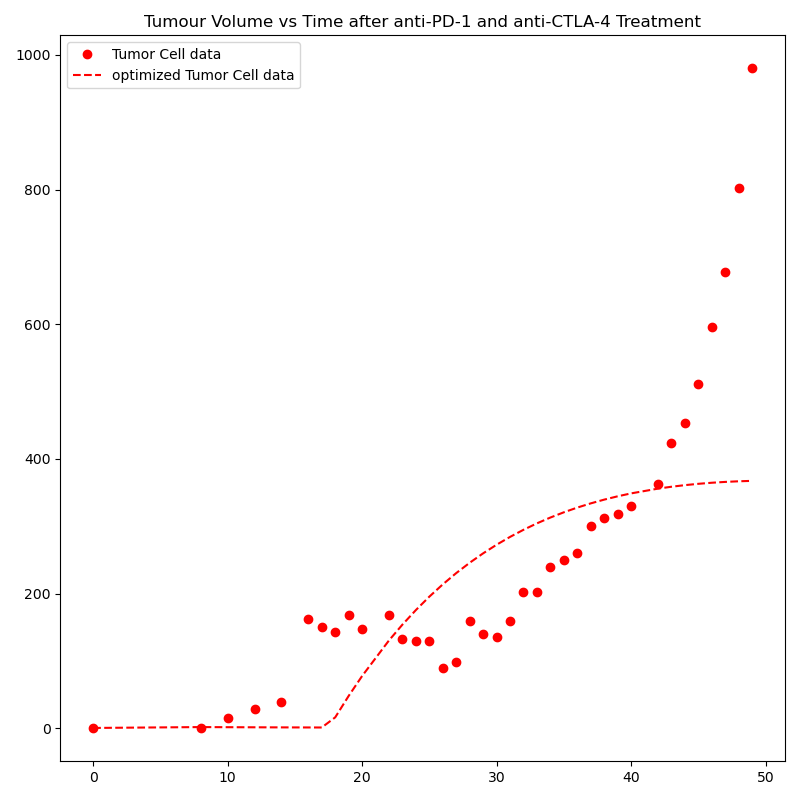 Tumour Volume vs Time after anti-PD-1 and anti-CTLA-4 Treatment
Tumor Cell data
optimized Tumor Cell data
1000
800
600
400
200
0
0 10 20 30 40 50